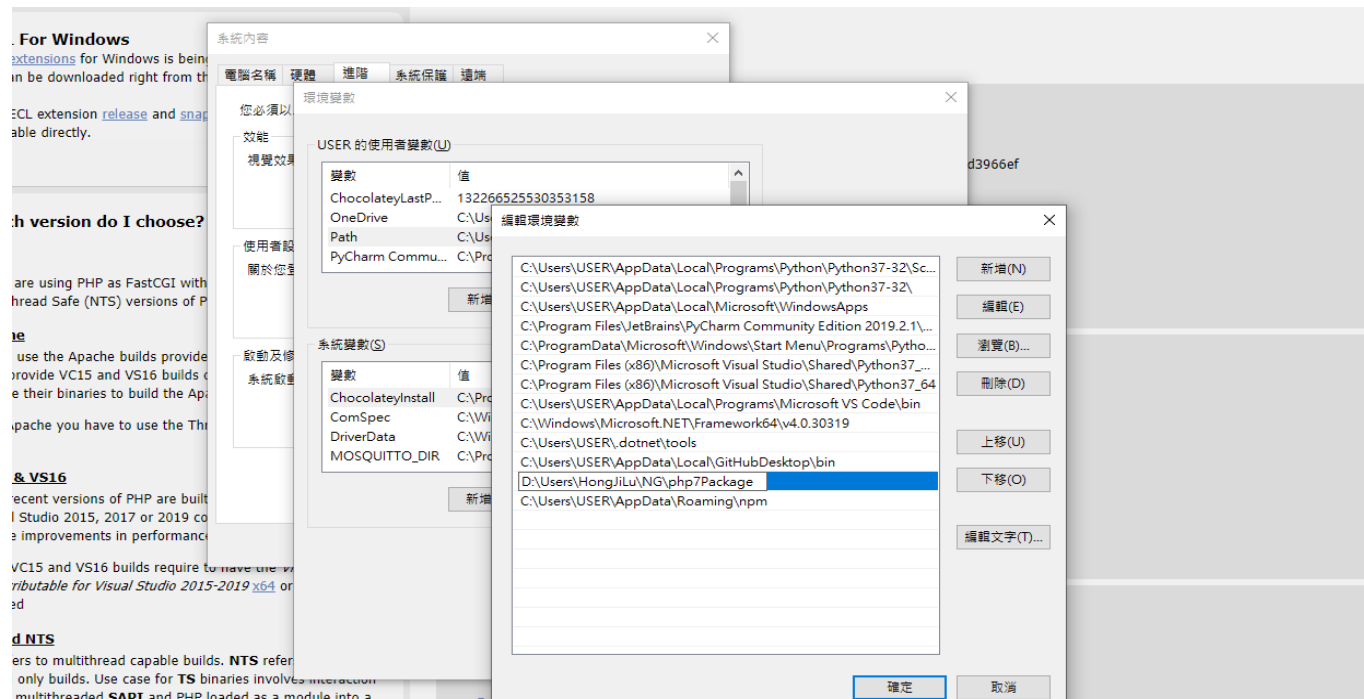 For Windows
extensions for Windows is being
an be downloaded right from th
ECL extension release and snap
able directly.
h version do I choose?
are using PHP as FastCGI with
hread Safe (NTS) versions of P
use the Apache builds provide
provide VC15 and VS16 builds
e their binaries to build the Apa
Apache you have to use the Thr
& VS16
recent versions of PHP are built
l Studio 2015, 2017 or 2019 co
e improvements in performance
VC15 and VS16 builds require to have the
ributable for Visual Studio 2015-2019 x64 or
ed
d NTS
ers to multithread capable builds. NTS refer
only builds. Use case for TS binaries involves interaction
multithreaded SAPI and PHP loaded as a module into a
d3966ef
系統內容
電腦名稱 硬體 進階 系統保護 遠端
您必須以
效能
視覺效果
使用者設
關於您登
啟動及修
系統啟動
環境變數
USER 的使用者變數(U)
變數 值
ChocolateyLastP... 132266525530353158
OneDrive C:\Us
Path C:\Us
PyCharm Commu... C:\Pro
新增
系統變數(S)
變數 值
ChocolateyInstall C:\Pro
ComSpec C:\Wi
DriverData C:\Wi
MOSQUITTO_DIR C:\Pro
新增
編輯環境變數
C:\Users\USER\AppData\Local\Programs\Python\Python37-32\Sc...
C:\Users\USER\AppData\Local\Programs\Python\Python37-32\
C:\Users\USER\AppData\Local\Microsoft\WindowsApps
C:\Program Files\JetBrains\PyCharm Community Edition 2019.2.1\...
C:\ProgramData\Microsoft\Windows\Start Menu\Programs\Pytho...
C:\Program Files (x86)\Microsoft Visual Studio\Shared\Python37_...
C:\Program Files (x86)\Microsoft Visual Studio\Shared\Python37_64
C:\Users\USER\AppData\Local\Programs\Microsoft VS Code\bin
C:\Windows\Microsoft.NET\Framework64\v4.0.30319
C:\Users\USER\.dotnet\tools
C:\Users\USER\AppData\Local\GitHubDesktop\bin
D:\Users\HongJiLu\NG\php7Package
C:\Users\USER\AppData\Roaming\npm
新增(N)
編輯(E)
瀏覽(B)...
刪除(D)
上移(U)
下移(O)
編輯文字(T)...
確定 取消